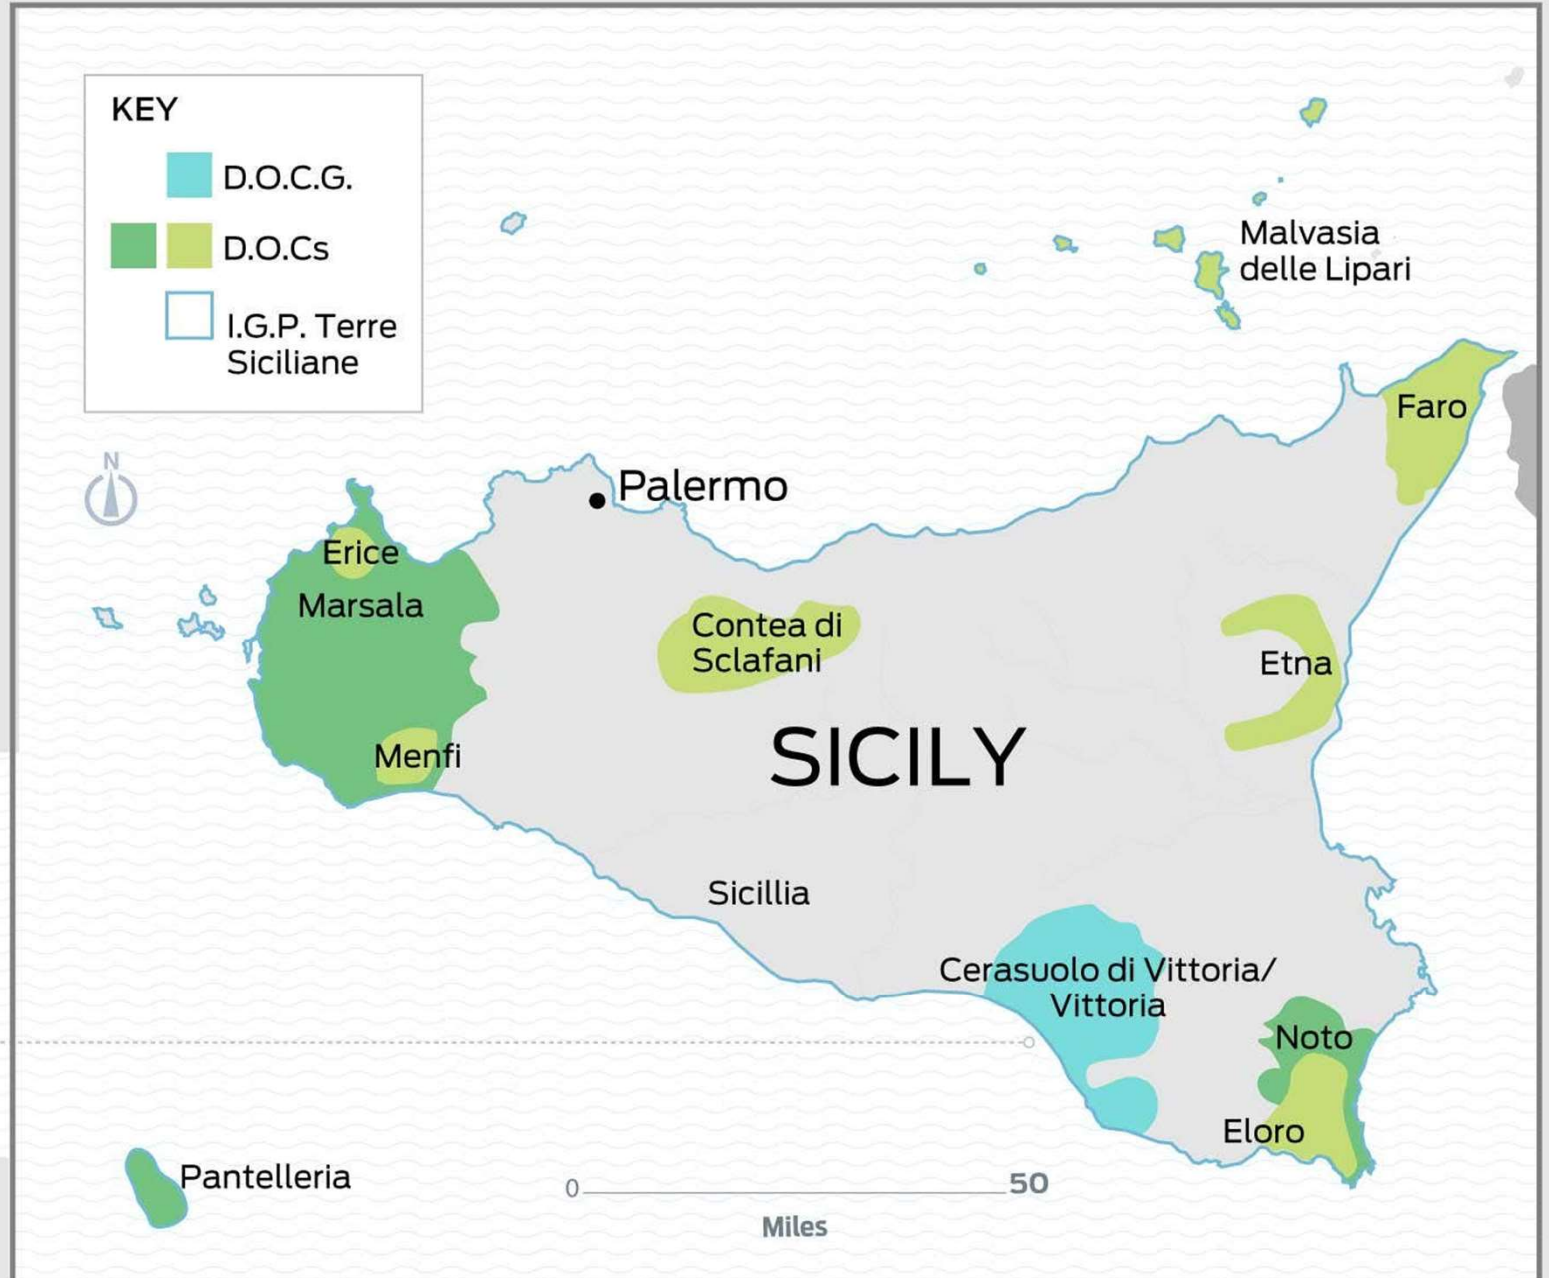 KEY
D.O.C.G.
D.O.Cs
I.G.P. Terre
Siciliane
Malvasia
delle Lipari
Faro
N
Palermo
Erice
Marsala
Contea di
Sclafani
Etna
SICILY
Menfi
Sicillia
Cerasuolo di Vittoria/
Vittoria
Noto
Eloro
Pantelleria
0 50
Miles